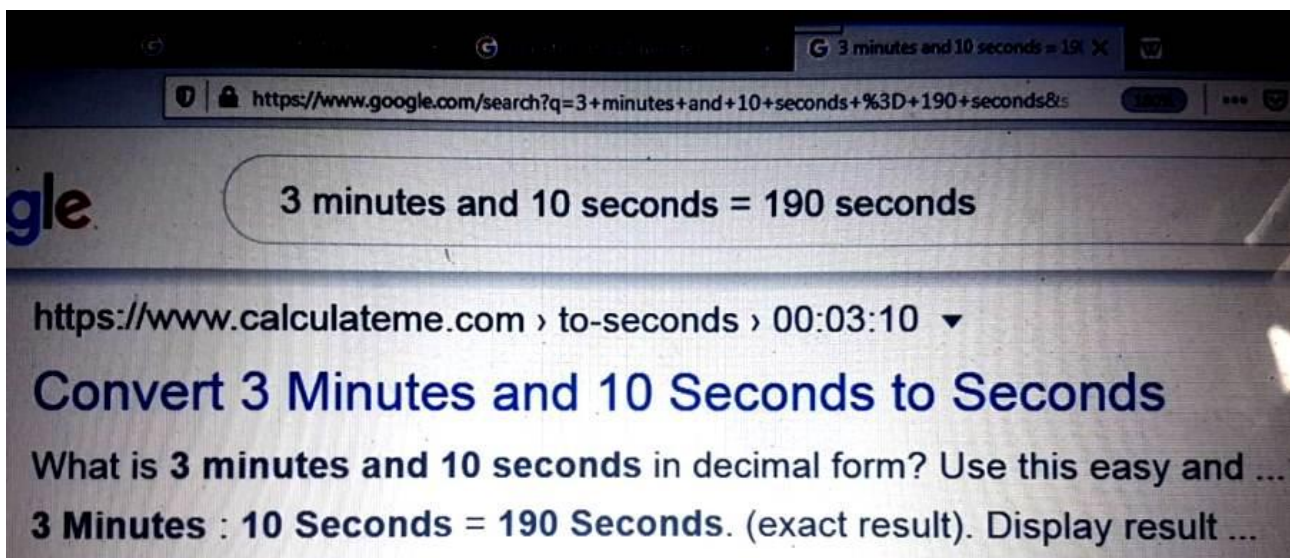 G 3 minutes and 10 seconds = 19
https://www.google.com/search?q=3+minutes+and+10+seconds+%3D+190+seconds&s
gle
3 minutes and 10 seconds = 190 seconds
https://www.calculateme.com › to-seconds › 00:03:10
Convert 3 Minutes and 10 Seconds to Seconds
What is 3 minutes and 10 seconds in decimal form? Use this easy and ...
3 Minutes : 10 Seconds = 190 Seconds. (exact result). Display result ...